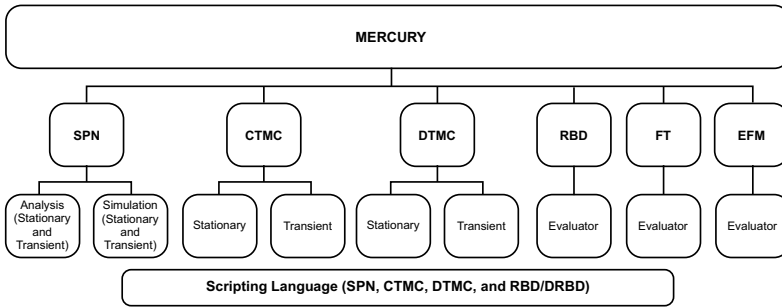 MERCURY
SPN
CTMC
DTMC
RBD
FT
EFM
Analysis
(Stationary
and
Transient)
Simulation
(Stationary
and
Transient)
Stationary
Transient
Stationary
Transient
Evaluator
Evaluator
Evaluator
Scripting Language (SPN, CTMC, DTMC, and RBD/DRBD)